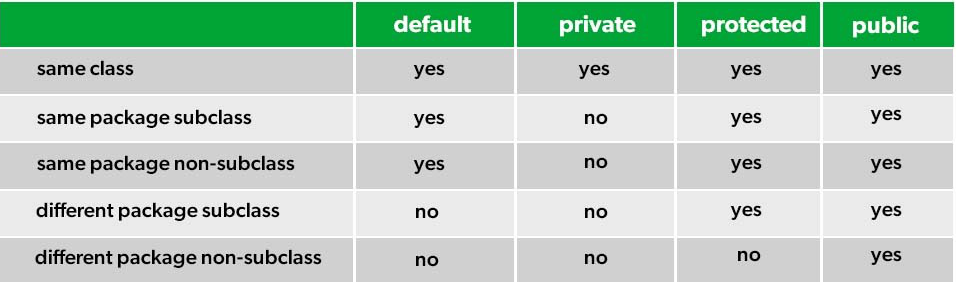 default private protected public
same class yes yes yes yes
same package subclass yes no yes yes
same package non-subclass yes no yes yes
different package subclass no no yes yes
different package non-subclass no no no yes